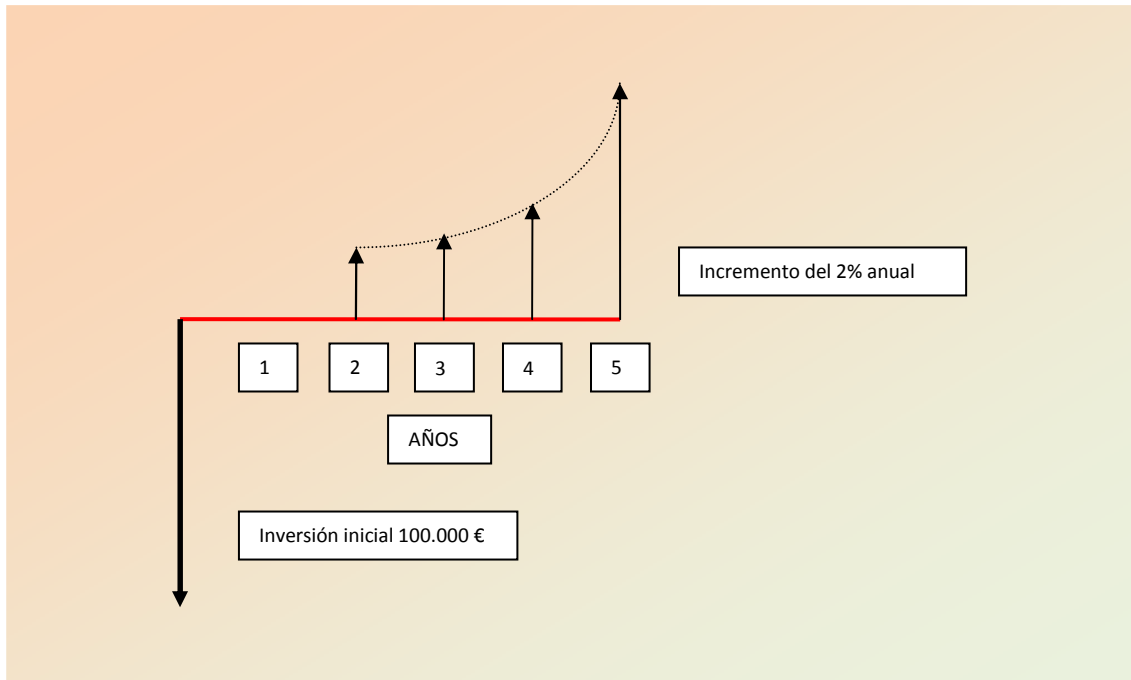 Incremento del 2% anual
1
2
3
4
5
AÑOS
Inversión inicial 100.000 €